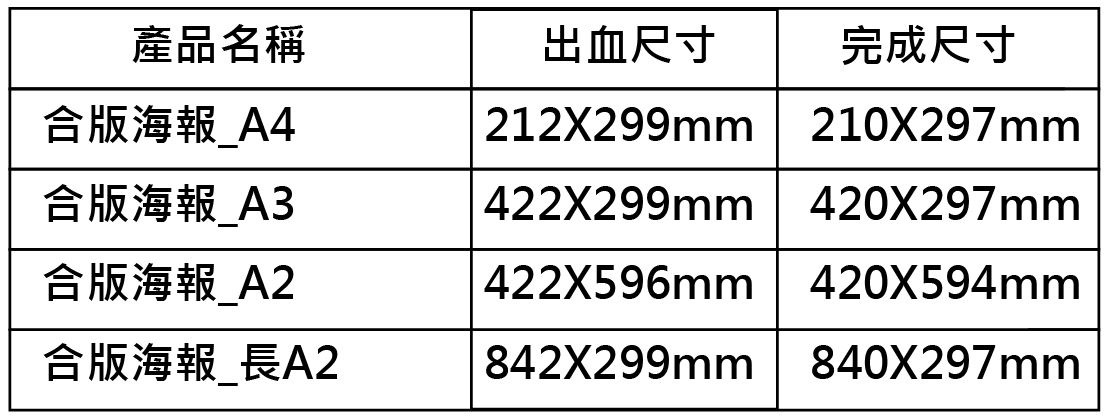 產品名稱 出血尺寸 完成尺寸
合版海報_A4 212X299mm 210X297mm
合版海報_A3 422X299mm 420X297mm
合版海報_A2 422X596mm 420X594mm
合版海報_長A2 842X299mm 840X297mm